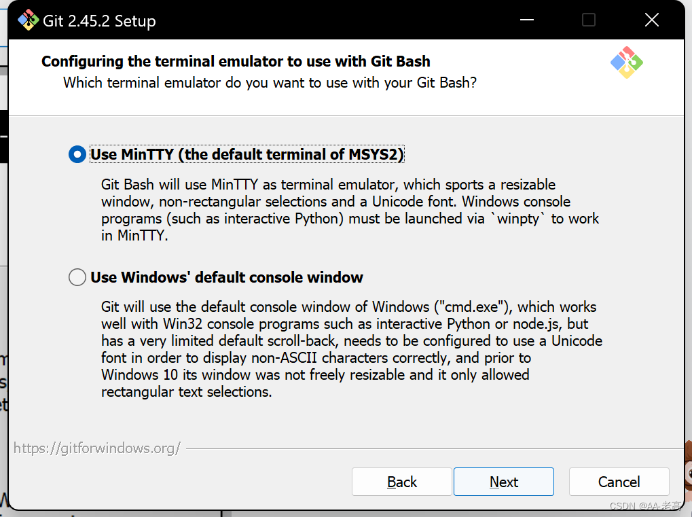 Git 2.45.2 Setup
Configuring the terminal emulator to use with Git Bash
Which terminal emulator do you want to use with your Git Bash?
Use MinTTY (the default terminal of MSYS2)
Git Bash will use MinTTY as terminal emulator, which sports a resizable
window, non-rectangular selections and a Unicode font. Windows console
programs (such as interactive Python) must be launched via `winpty` to work
in MinTTY.
Use Windows' default console window
Git will use the default console window of Windows ("cmd.exe"), which works
well with Win32 console programs such as interactive Python or node.js, but
has a very limited default scroll-back, needs to be configured to use a Unicode
font in order to display non-ASCII characters correctly, and prior to
Windows 10 its window was not freely resizable and it only allowed
rectangular text selections.
https://gitforwindows.org/
Back Next Cancel
CSDN @AA 老高